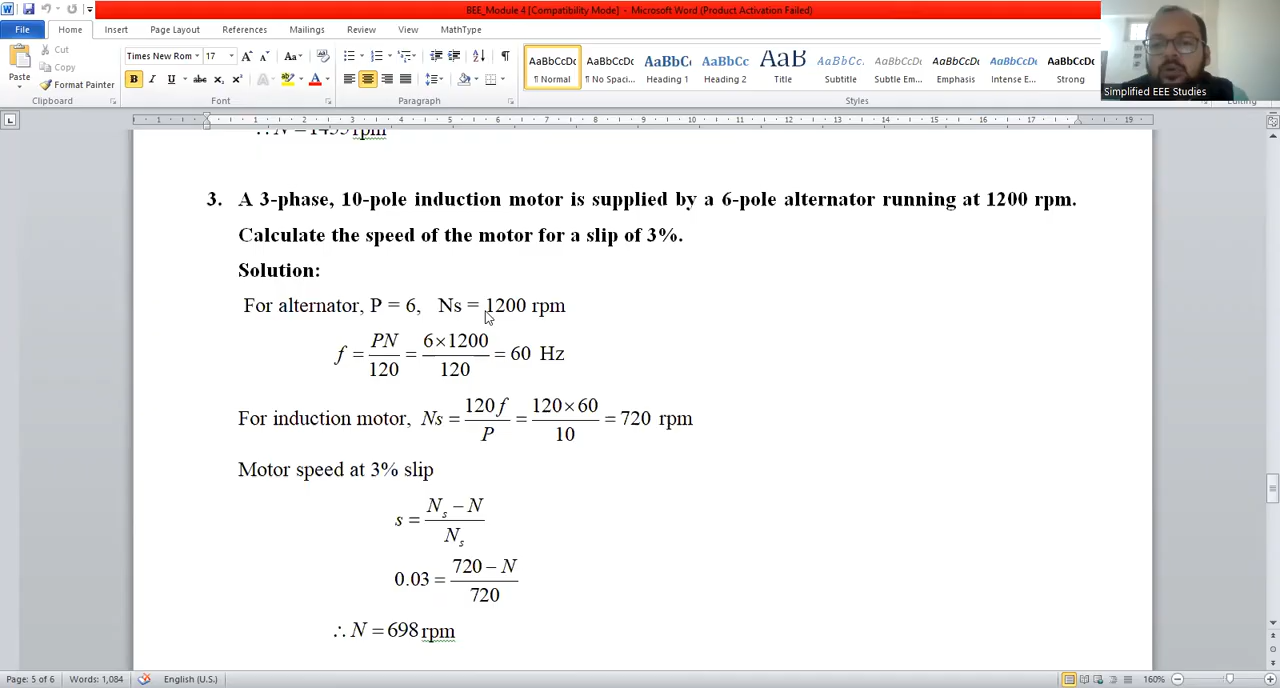 BEE_Module 4 [Compatibility Mode] - Microsoft Word (Product Activation Failed)
File Home Insert Page Layout References Mailings Review View MathType
Cut
Copy
Format Painter
Paste
Times New Rom 17
AaBbCcDc AaBbCcDc AaBbC AaBbCc AaB AaBbCc. AaBbCcDc AaBbCcDc AaBbCcDc AaBbCcDc
¶ Normal ¶ No Spaci... Heading 1 Heading 2 Title Subtitle Subtle Em... Emphasis Intense E... Strong
Clipboard Font Paragraph Styles Editing
Simplified EEE Studies
3. A 3-phase, 10-pole induction motor is supplied by a 6-pole alternator running at 1200 rpm.
Calculate the speed of the motor for a slip of 3%.
Solution:
For alternator, P = 6, Ns = 1200 rpm
f = PN/120 = 6×1200/120 = 60 Hz
For induction motor, Ns = 120f/P = 120×60/10 = 720 rpm
Motor speed at 3% slip
s = Ns − N/Ns
0.03 = 720 − N/720
∴ N = 698 rpm
Page: 5 of 6 Words: 1,084 English (U.S.) 160%